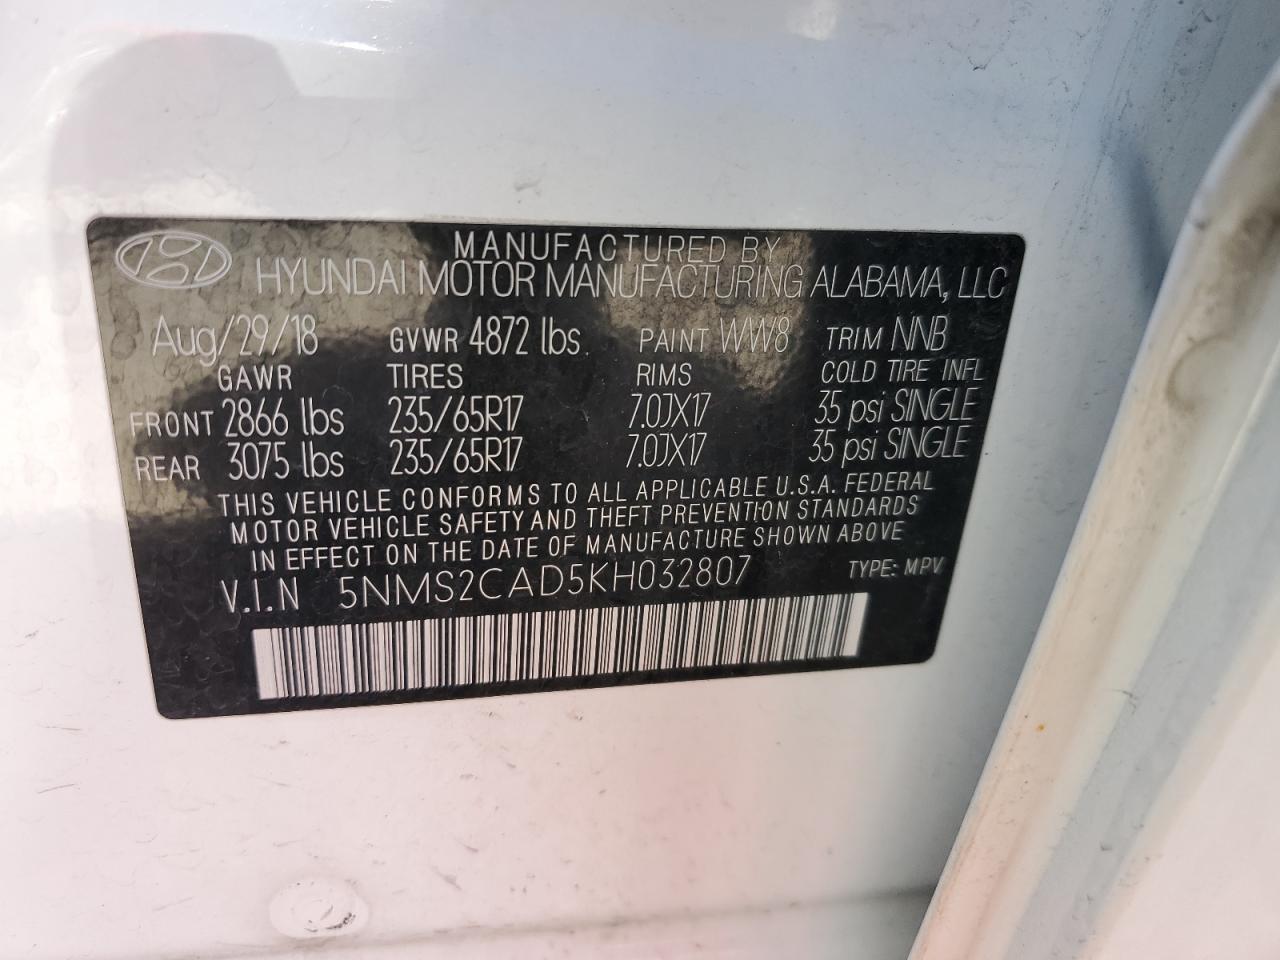 MANUFACTURED BY
HYUNDAI MOTOR MANUFACTURING ALABAMA, LLC
Aug/29/18 GVWR 4872 lbs. PAINT WW8 TRIM NNB
GAWR TIRES RIMS COLD TIRE INFL
FRONT 2866 lbs 235/65R17 7.0JX17 35 psi SINGLE
REAR 3075 lbs 235/65R17 7.0JX17 35 psi SINGLE
THIS VEHICLE CONFORMS TO ALL APPLICABLE U.S.A. FEDERAL
MOTOR VEHICLE SAFETY AND THEFT PREVENTION STANDARDS
IN EFFECT ON THE DATE OF MANUFACTURE SHOWN ABOVE
V.I.N 5NMS2CAD5KH032807 TYPE: MPV